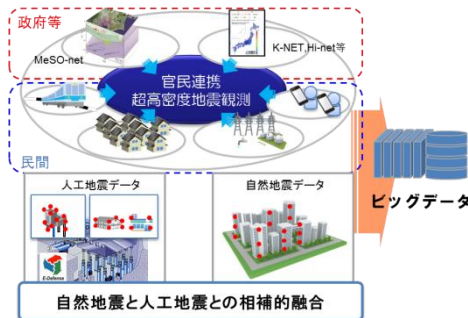 政府等
MeSO-net
K-NET,Hi-net等
官民連携
超高密度地震観測
民間
人工地震データ
自然地震データ
ビッグデータ
E-Defense
自然地震と人工地震との相補的融合